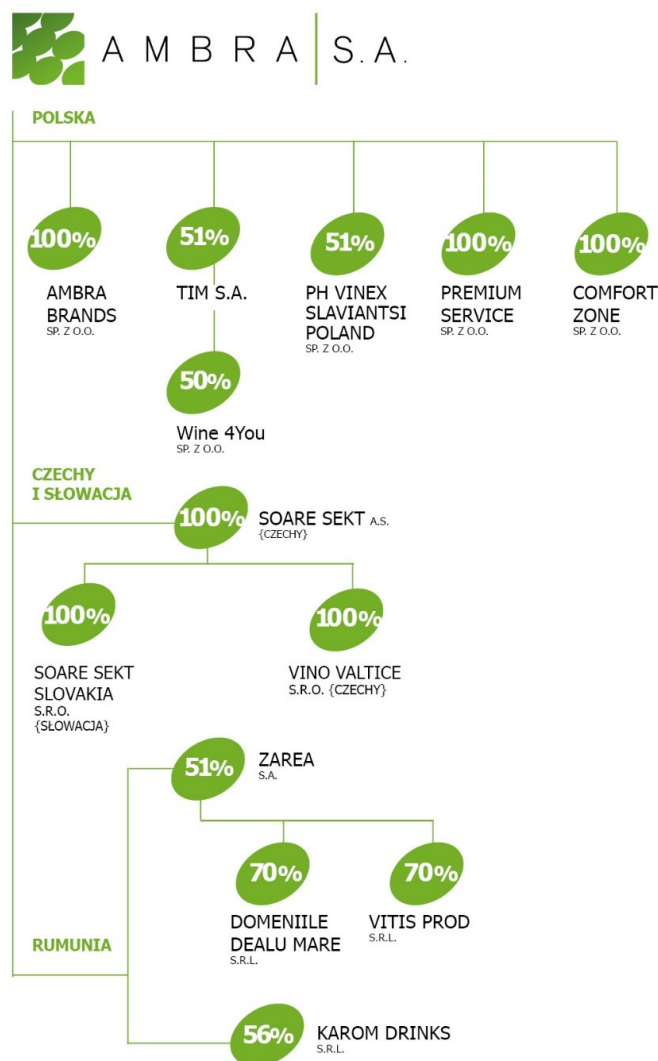 AMBRA S.A.
POLSKA
100%
51%
51%
100%
100%
AMBRA
BRANDS
SP. Z O.O.
TIM S.A.
PH VINEX
SLAVIANTSI
POLAND
SP. Z O.O.
PREMIUM
SERVICE
SP. Z O.O.
COMFORT
ZONE
SP. Z O.O.
50%
Wine 4You
SP. Z O.O.
CZECHY
I SŁOWACJA
100%
SOARE SEKT A.S.
{CZECHY}
100%
100%
SOARE SEKT
SLOVAKIA
S.R.O.
{SŁOWACJA}
VINO VALTICE
S.R.O. {CZECHY}
51%
ZAREA
S.A.
70%
70%
DOMENIILE
DEALU MARE
S.R.L.
VITIS PROD
S.R.L.
RUMUNIA
56%
KAROM DRINKS
S.R.L.